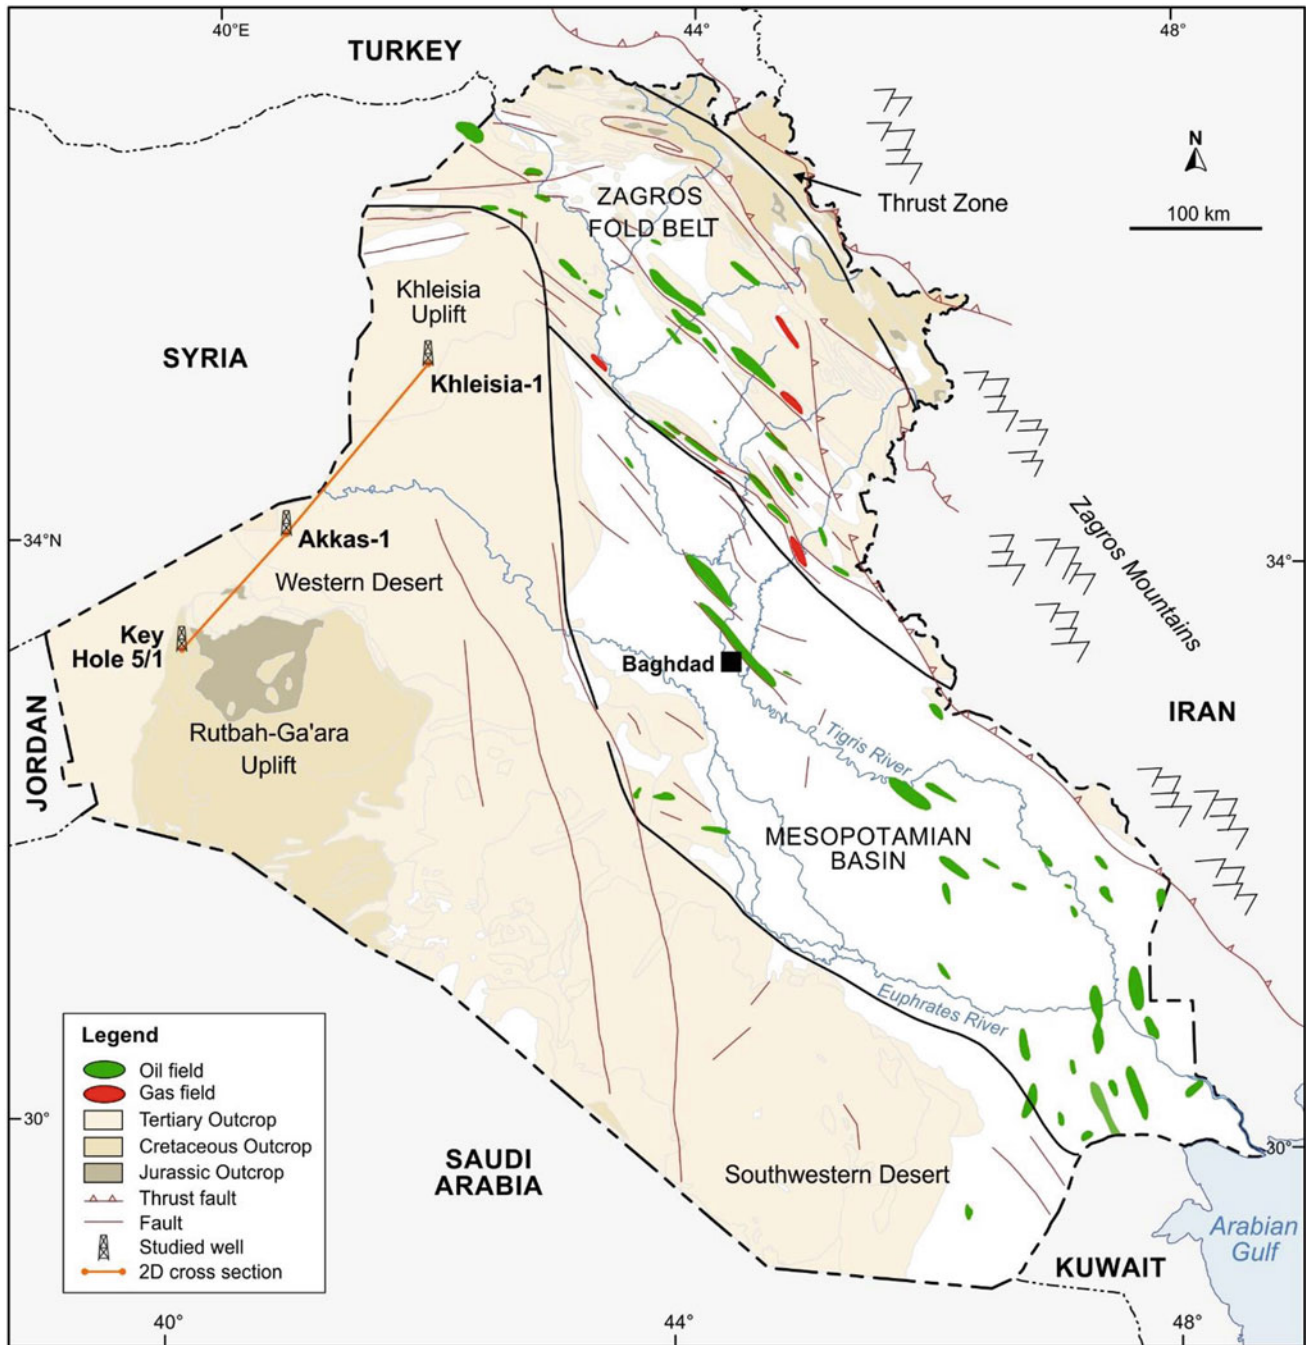 40°E
44°
48°
TURKEY
N
ZAGROS
FOLD BELT
Thrust Zone
100 km
Khleisia
Uplift
SYRIA
Khleisia-1
Zagros Mountains
34°N
Akkas-1
34°
Western Desert
Key
Hole 5/1
Baghdad
JORDAN
IRAN
Rutbah-Ga'ara
Uplift
Tigris River
MESOPOTAMIAN
BASIN
Euphrates River
Legend
Oil field
Gas field
Tertiary Outcrop
Cretaceous Outcrop
Jurassic Outcrop
Thrust fault
Fault
Studied well
2D cross section
30°
30°
SAUDI
ARABIA
Southwestern Desert
Arabian
Gulf
KUWAIT
40°
44°
48°